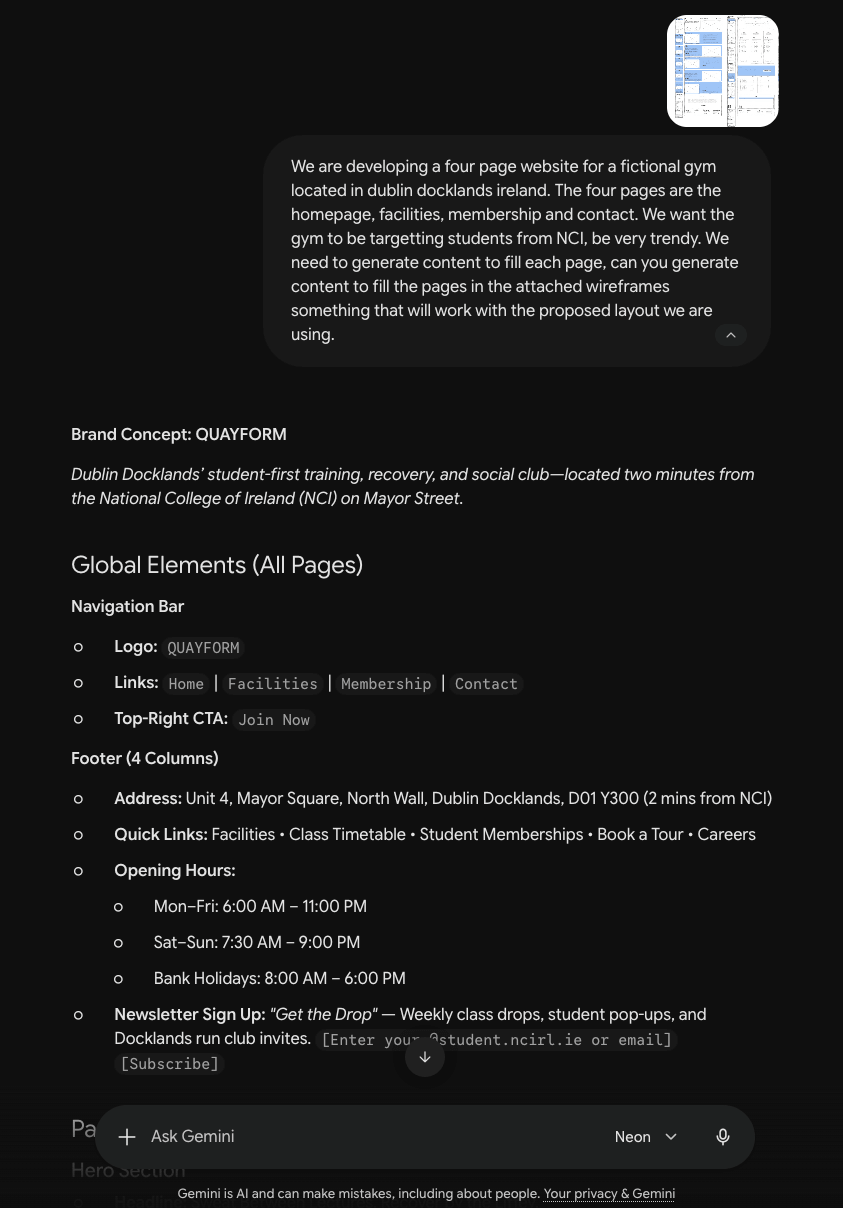 We are developing a four page website for a fictional gym
located in dublin docklands ireland. The four pages are the
homepage, facilities, membership and contact. We want the
gym to be targetting students from NCI, be very trendy. We
need to generate content to fill each page, can you generate
content to fill the pages in the attached wireframes
something that will work with the proposed layout we are
using.
Brand Concept: QUAYFORM
Dublin Docklands’ student-first training, recovery, and social club—located two minutes from
the National College of Ireland (NCI) on Mayor Street.
Global Elements (All Pages)
Navigation Bar
Logo: QUAYFORM
Links: Home | Facilities | Membership | Contact
Top-Right CTA: Join Now
Footer (4 Columns)
Address: Unit 4, Mayor Square, North Wall, Dublin Docklands, D01 Y300 (2 mins from NCI)
Quick Links: Facilities • Class Timetable • Student Memberships • Book a Tour • Careers
Opening Hours:
Mon–Fri: 6:00 AM – 11:00 PM
Sat–Sun: 7:30 AM – 9:00 PM
Bank Holidays: 8:00 AM – 6:00 PM
Newsletter Sign Up: "Get the Drop" — Weekly class drops, student pop-ups, and
Docklands run club invites. [Enter your @student.ncirl.ie or email]
[Subscribe]
Hero Section
Ask Gemini
Neon
Gemini is AI and can make mistakes, including about people. Your privacy & Gemini